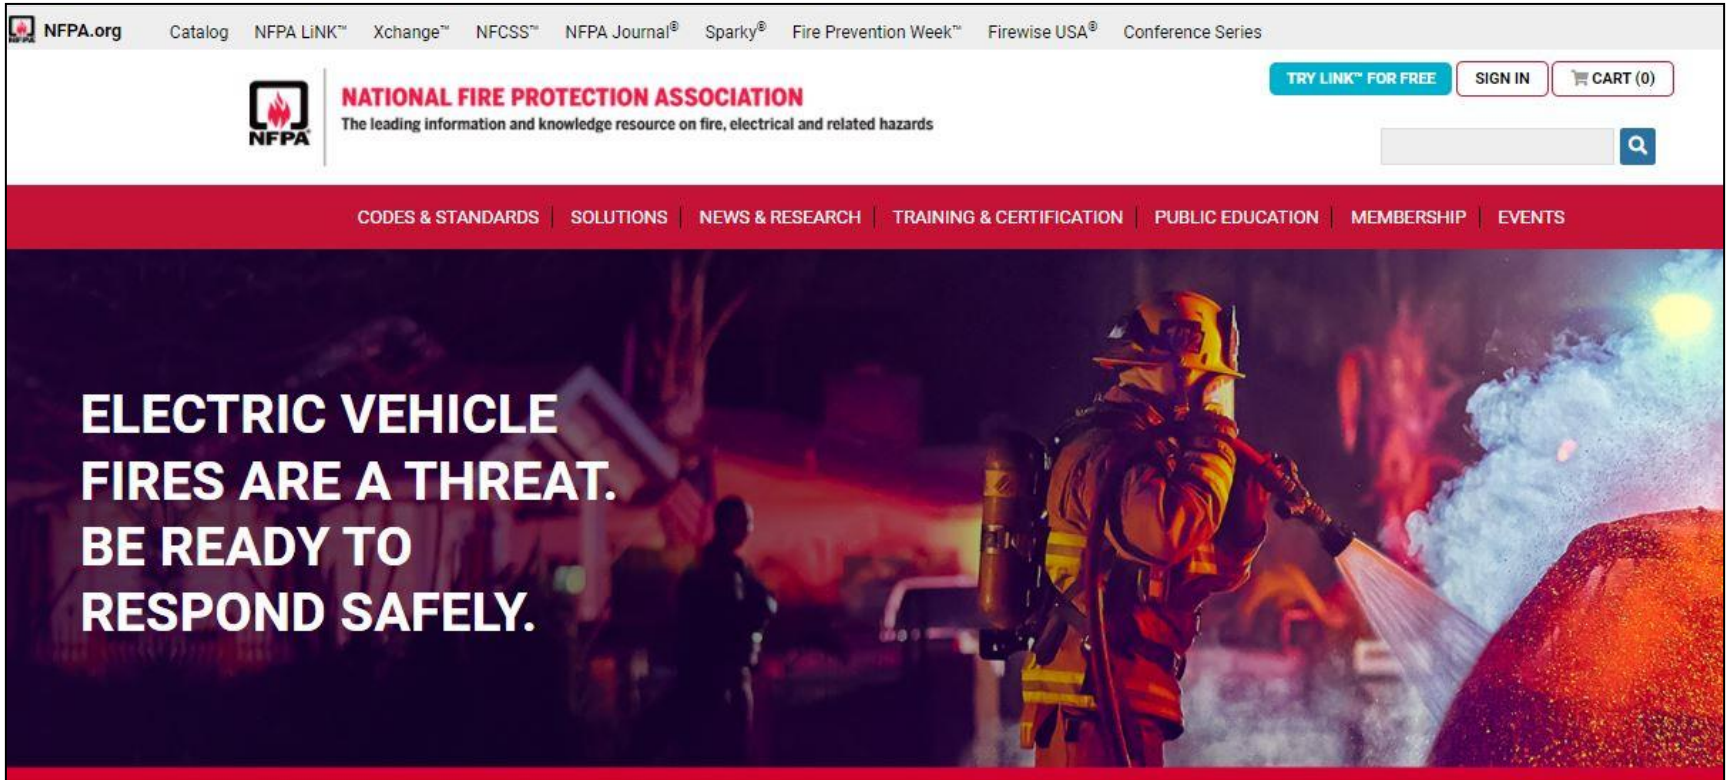 NFPA NFPA.org Catalog NFPA LiNK™ Xchange™ NFCSS™ NFPA Journal® Sparky® Fire Prevention Week™ Firewise USA® Conference Series
TRY LINK™ FOR FREE SIGN IN CART (0)
NFPA®
NATIONAL FIRE PROTECTION ASSOCIATION
The leading information and knowledge resource on fire, electrical and related hazards
CODES & STANDARDS SOLUTIONS NEWS & RESEARCH TRAINING & CERTIFICATION PUBLIC EDUCATION MEMBERSHIP EVENTS
ELECTRIC VEHICLE
FIRES ARE A THREAT.
BE READY TO
RESPOND SAFELY.